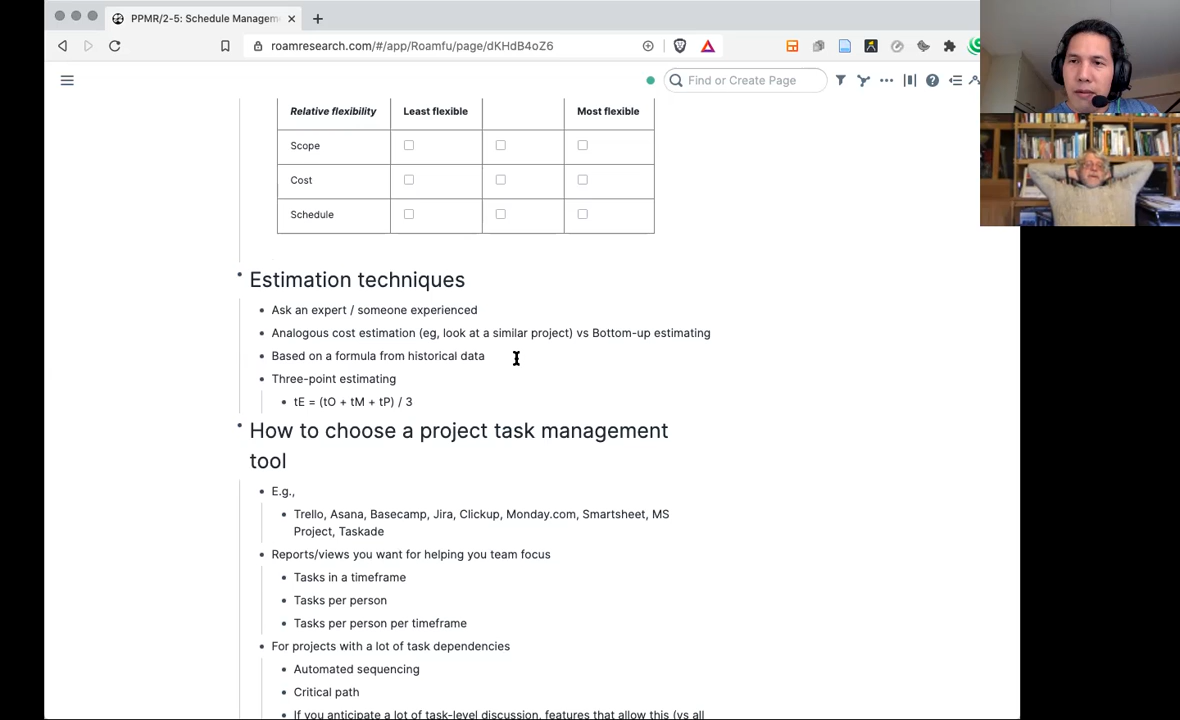 PPMR/2-5: Schedule Managem
roamresearch.com/#/app/Roamfu/page/dKHdB4oZ6
Find or Create Page
Relative flexibility Least flexible Most flexible
Scope
Cost
Schedule
Estimation techniques
Ask an expert / someone experienced
Analogous cost estimation (eg, look at a similar project) vs Bottom-up estimating
Based on a formula from historical data
Three-point estimating
tE = (tO + tM + tP) / 3
How to choose a project task management
tool
E.g.,
Trello, Asana, Basecamp, Jira, Clickup, Monday.com, Smartsheet, MS
Project, Taskade
Reports/views you want for helping you team focus
Tasks in a timeframe
Tasks per person
Tasks per person per timeframe
For projects with a lot of task dependencies
Automated sequencing
Critical path
If you anticipate a lot of task-level discussion, features that allow this (vs all